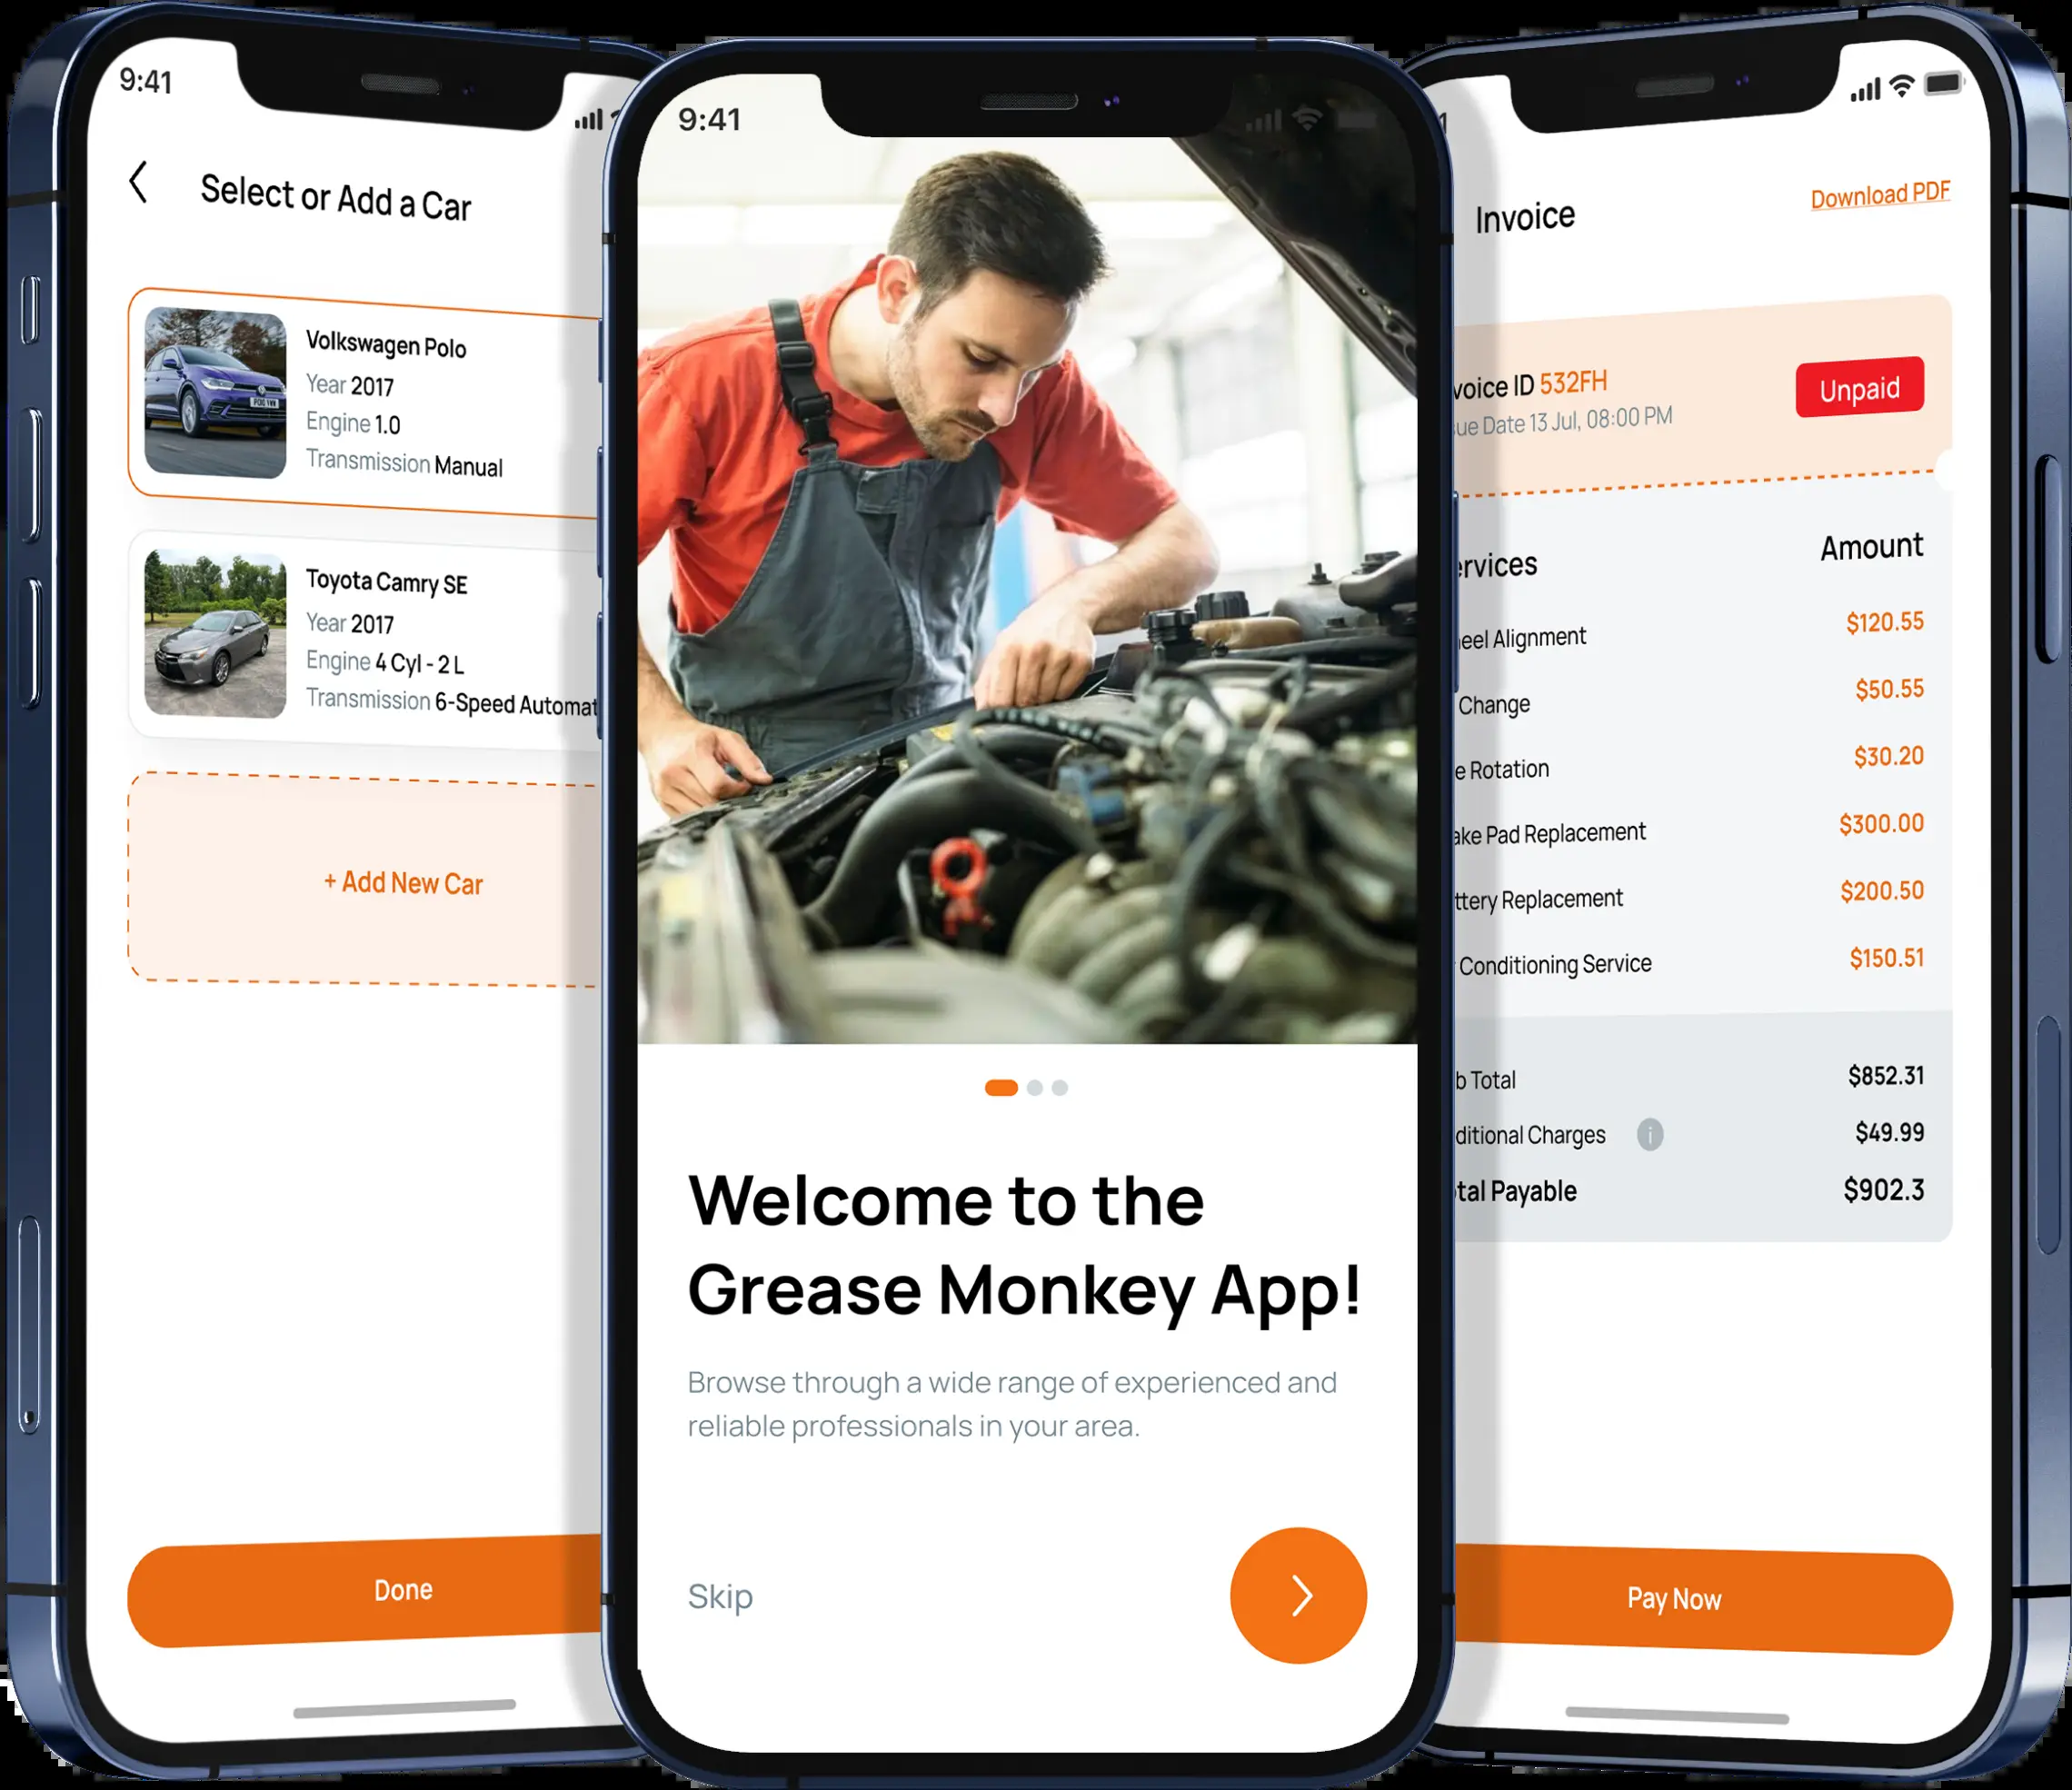 9:41
Select or Add a Car
Volkswagen Polo
Year 2017
Engine 1.0
Transmission Manual
Toyota Camry SE
Year 2017
Engine 4 Cyl - 2 L
Transmission 6-Speed Automat
+ Add New Car
Done
9:41
Welcome to the
Grease Monkey App!
Browse through a wide range of experienced and
reliable professionals in your area.
Skip
Invoice
Download PDF
voice ID 532FH
ue Date 13 Jul, 08:00 PM
Unpaid
ervices Amount
eel Alignment $120.55
Change $50.55
e Rotation $30.20
ake Pad Replacement $300.00
ttery Replacement $200.50
Conditioning Service $150.51
b Total $852.31
ditional Charges i $49.99
tal Payable $902.3
Pay Now